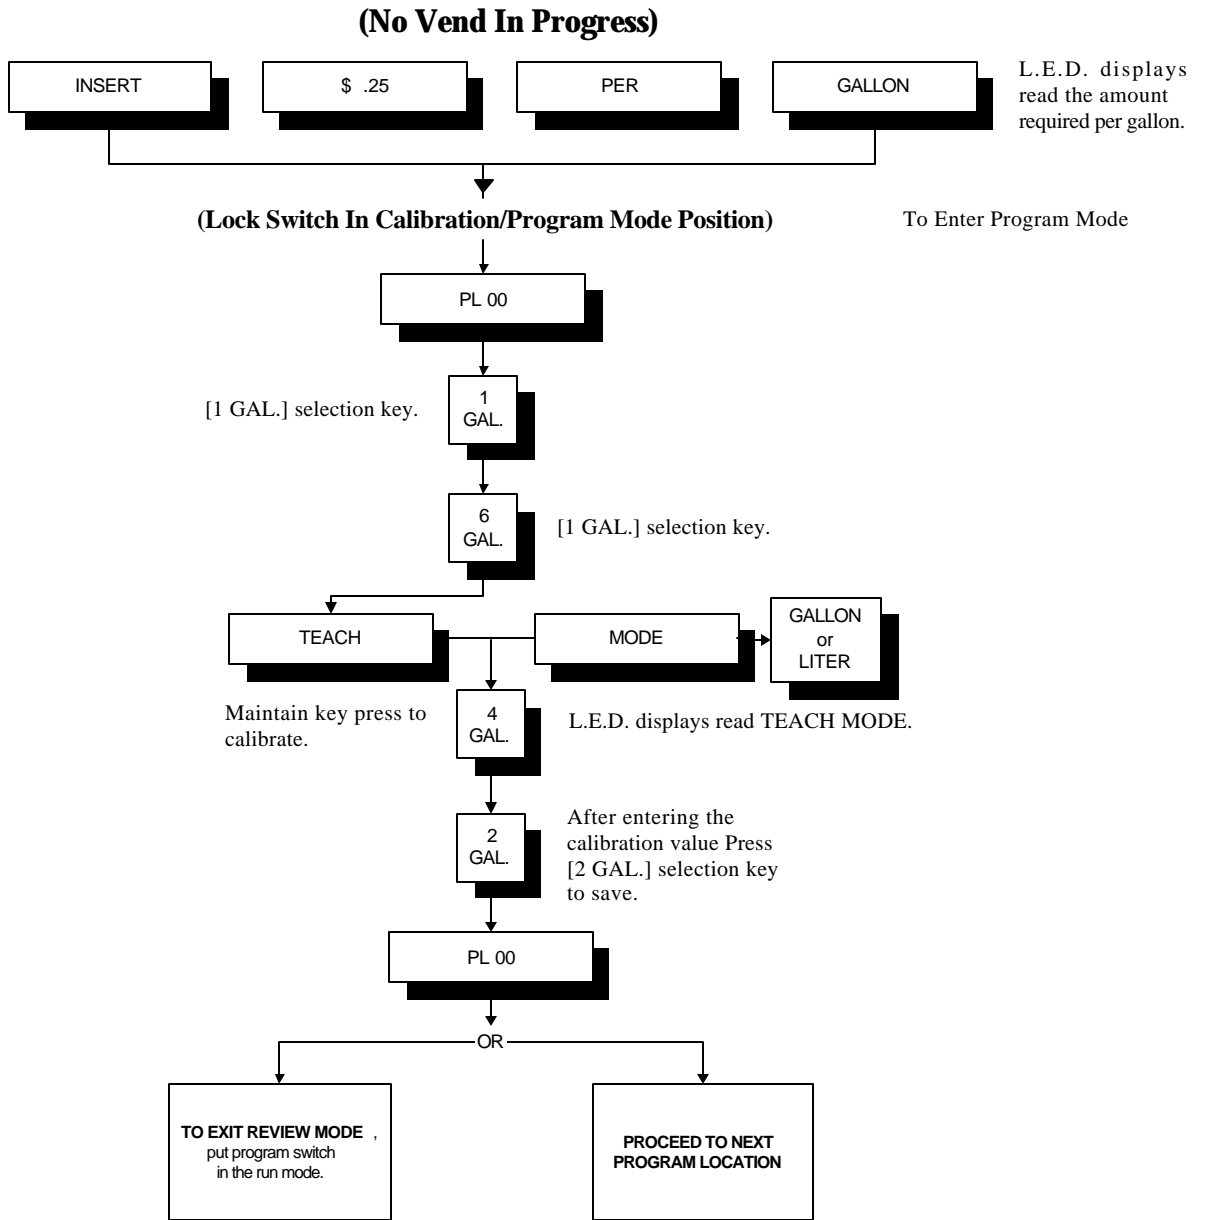 (No Vend In Progress)
INSERT
$ .25
PER
GALLON
L.E.D. displays
read the amount
required per gallon.
(Lock Switch In Calibration/Program Mode Position)
To Enter Program Mode
PL 00
[1 GAL.] selection key.
1
GAL.
6
GAL.
[1 GAL.] selection key.
TEACH
MODE
GALLON
or
LITER
Maintain key press to
calibrate.
4
GAL.
L.E.D. displays read TEACH MODE.
2
GAL.
After entering the
calibration value Press
[2 GAL.] selection key
to save.
PL 00
OR
TO EXIT REVIEW MODE ,
put program switch
in the run mode.
PROCEED TO NEXT
PROGRAM LOCATION